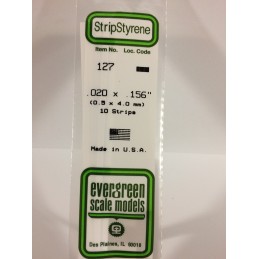 StripStyrene
Item No. Loc. Code
127
.020 x .156"
(0.5 x 4.0 mm)
10 Strips
Made in U.S.A.
evergreen
scale models
Des Plaines, IL 60018